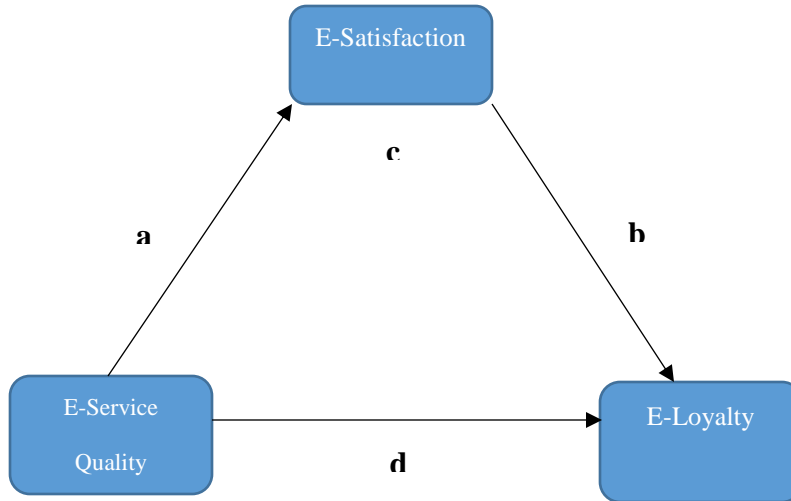 E-Satisfaction
c
a
b
E-Service
Quality
E-Loyalty
d